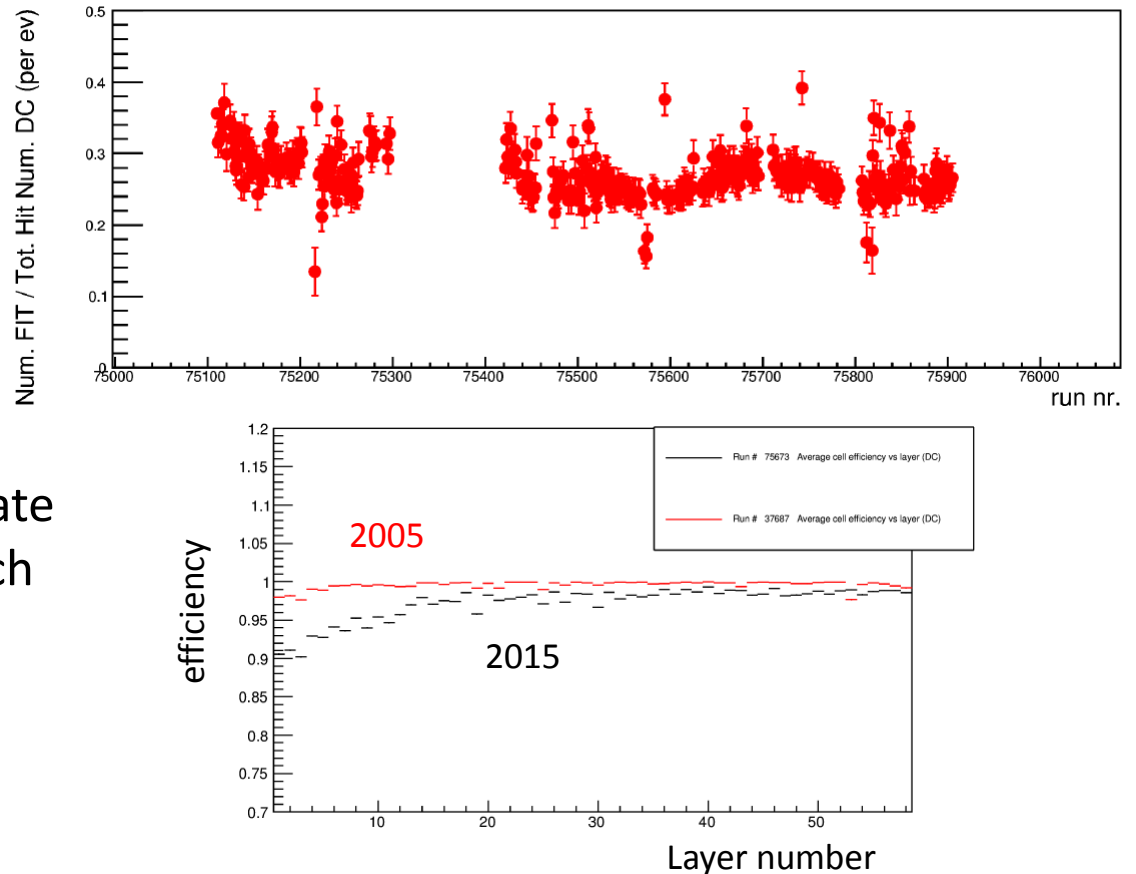 Num. FIT / Tot. Hit Num. DC (per ev)
0.5
0.4
0.3
0.2
0.1
0
75000 75100 75200 75300 75400 75500 75600 75700 75800 75900 76000
run nr.
ate
ch
efficiency
1.2
1.15
1.1
1.05
1
0.95
0.9
0.85
0.8
0.75
0.7
Run # 75673 Average cell efficiency vs layer (DC)
Run # 37687 Average cell efficiency vs layer (DC)
2005
2015
10 20 30 40 50
Layer number